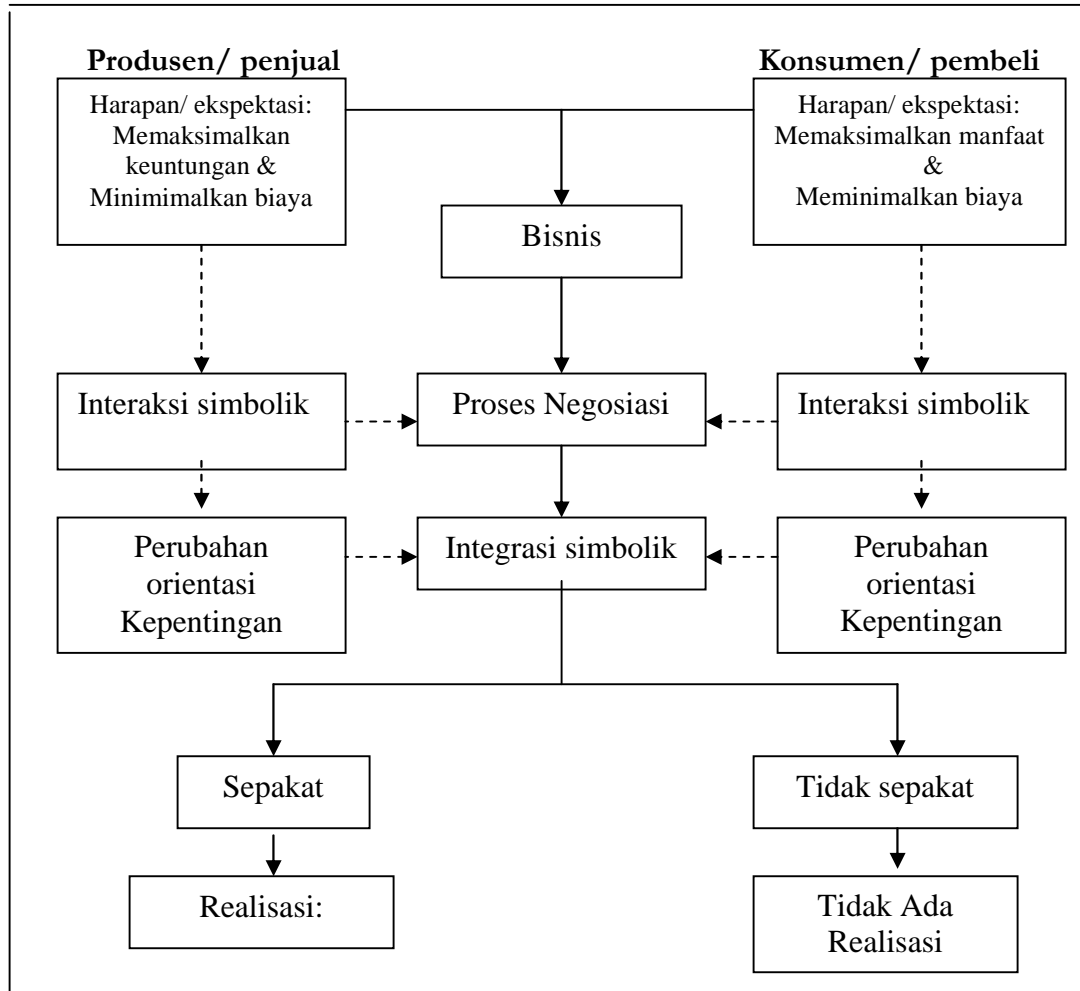 Produsen/ penjual
Konsumen/ pembeli
Harapan/ ekspektasi:
Memaksimalkan
keuntungan &
Minimimalkan biaya
Harapan/ ekspektasi:
Memaksimalkan manfaat
&
Meminimalkan biaya
Bisnis
Interaksi simbolik
Proses Negosiasi
Interaksi simbolik
Perubahan
orientasi
Kepentingan
Integrasi simbolik
Perubahan
orientasi
Kepentingan
Sepakat
Tidak sepakat
Realisasi:
Tidak Ada
Realisasi